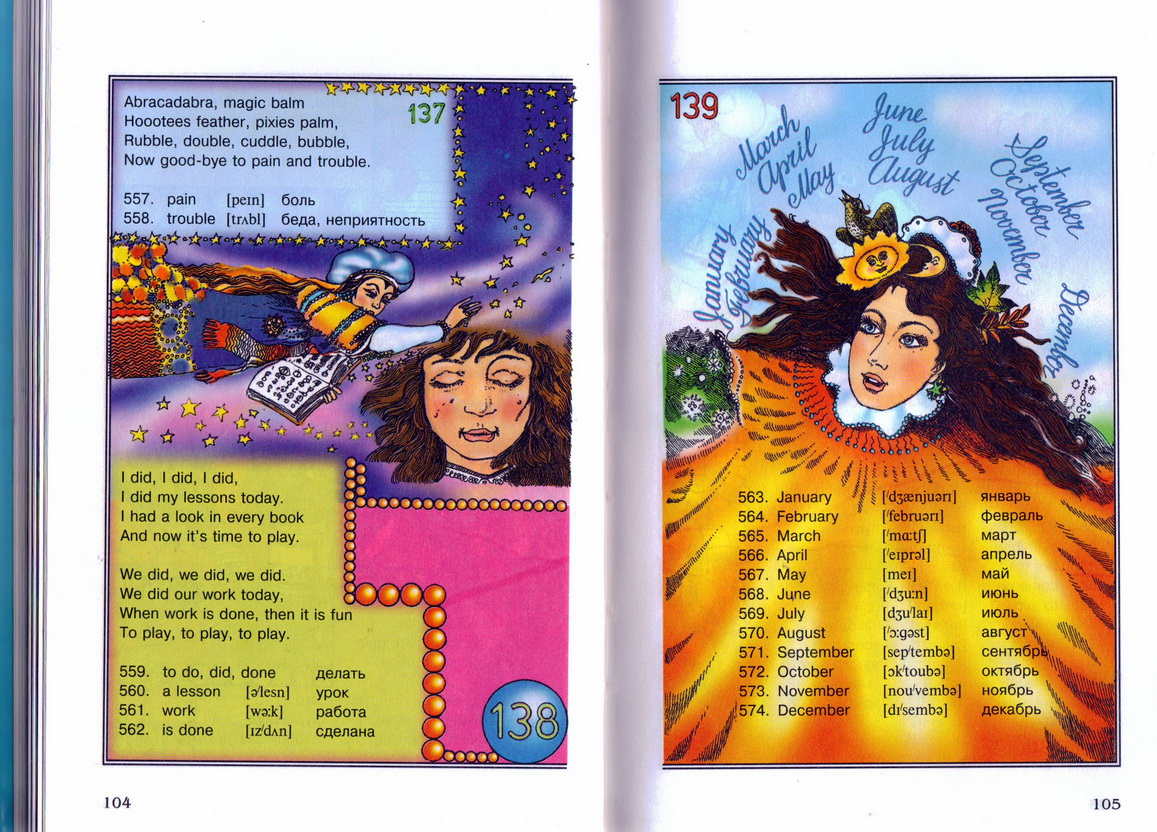 Abracadabra, magic balm
Hoootees feather, pixies palm,
Rubble, double, cuddle, bubble,
Now good-bye to pain and trouble.
137
557. pain [peɪn] боль
558. trouble [trʌbl] беда, неприятность
I did, I did, I did,
I did my lessons today.
I had a look in every book
And now it's time to play.
We did, we did, we did.
We did our work today,
When work is done, then it is fun
To play, to play, to play.
559. to do, did, done делать
560. a lesson [ə'lesn] урок
561. work [wə:k] работа
562. is done [ɪz'dʌn] сделана
138
104
139
January
February
March
April
May
June
July
August
September
October
November
December
563. January ['dʒænjuərɪ] январь
564. February ['februərɪ] февраль
565. March ['mɑ:tʃ] март
566. April ['eɪprəl] апрель
567. May [meɪ] май
568. June ['dʒu:n] июнь
569. July [dʒu'laɪ] июль
570. August ['ɔ:gəst] август
571. September [sep'tembə] сентябрь
572. October [ɔk'toubə] октябрь
573. November [nou'vembə] ноябрь
574. December [dɪ'sembə] декабрь
105